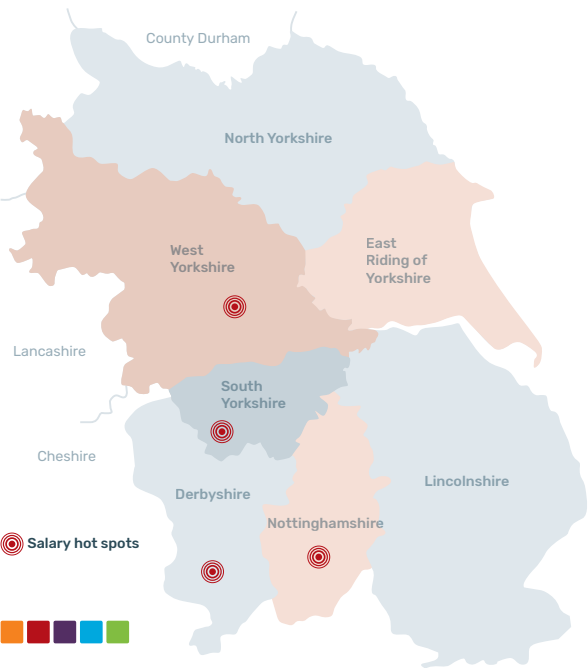 County Durham
North Yorkshire
West
Yorkshire
East
Riding of
Yorkshire
Lancashire
South
Yorkshire
Cheshire
Derbyshire
Lincolnshire
Nottinghamshire
Salary hot spots